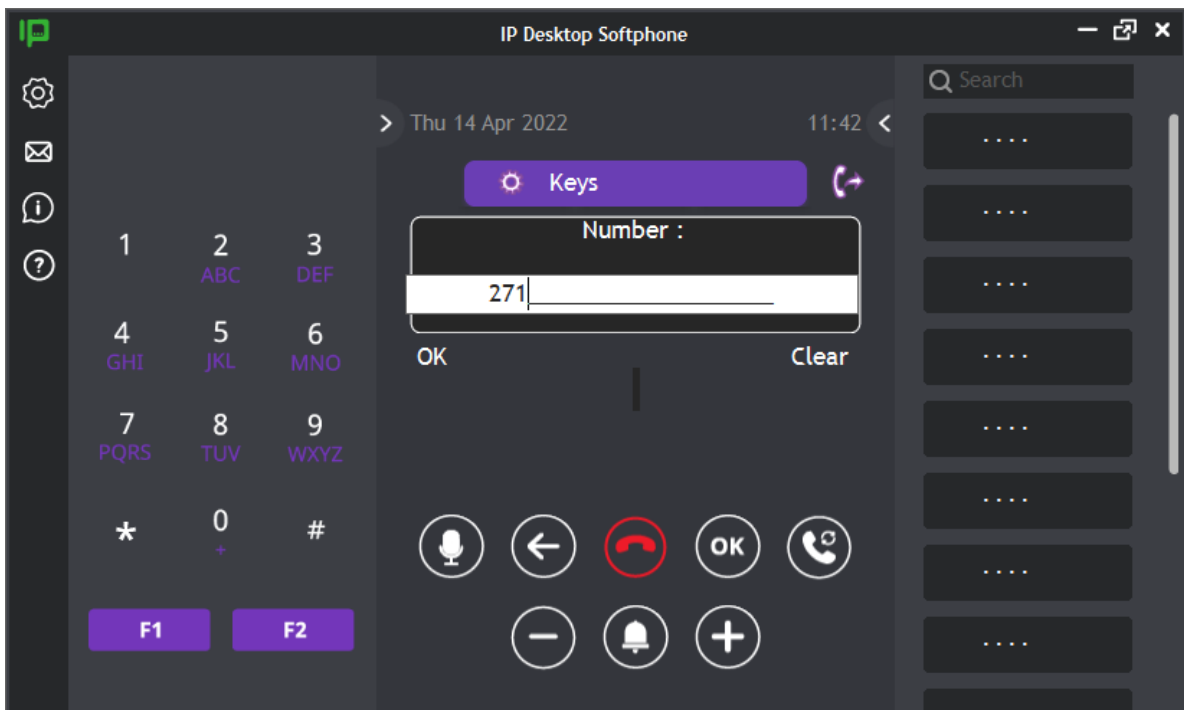 IP Desktop Softphone
Search
Thu 14 Apr 2022 11:42
Keys
Number :
271_______________
OK Clear
1 2 3
ABC DEF
4 5 6
GHI JKL MNO
7 8 9
PQRS TUV WXYZ
* 0 #
+
F1 F2
OK
. . . .
. . . .
. . . .
. . . .
. . . .
. . . .
. . . .
. . . .